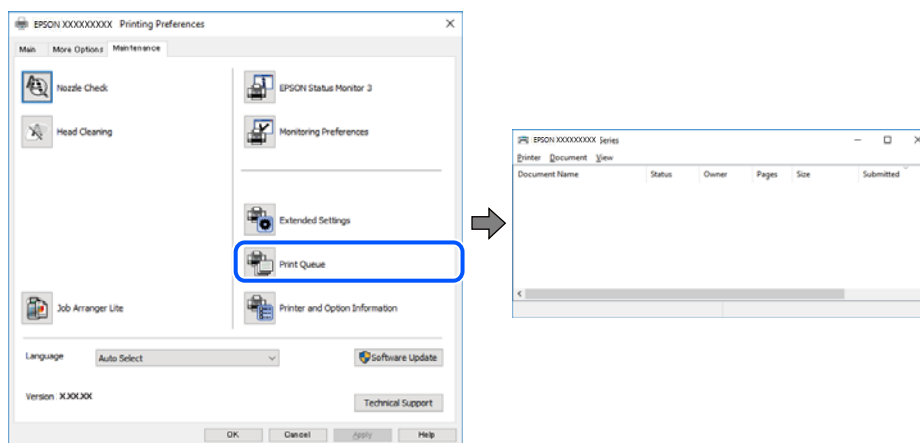 EPSON XXXXXXXXX Printing Preferences
Main More Options Maintenance
Nozzle Check
EPSON Status Monitor 3
Head Cleaning
Monitoring Preferences
Extended Settings
Print Queue
Job Arranger Lite
Printer and Option Information
Language Auto Select Software Update
Version X.XX.XX
Technical Support
OK Cancel Apply Help
EPSON XXXXXXXXX Series
Printer Document View
Document Name Status Owner Pages Size Submitted